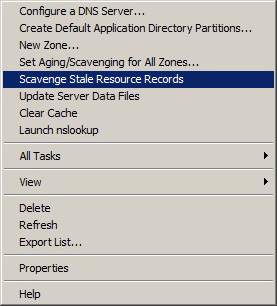 Configure a DNS Server...
Create Default Application Directory Partitions...
New Zone...
Set Aging/Scavenging for All Zones...
Scavenge Stale Resource Records
Update Server Data Files
Clear Cache
Launch nslookup
All Tasks
View
Delete
Refresh
Export List...
Properties
Help